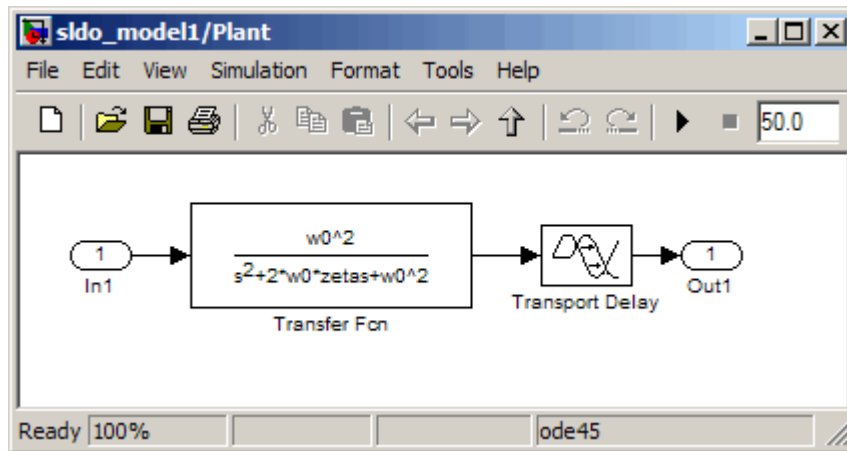 sldo_model1/Plant
File Edit View Simulation Format Tools Help
50.0
w0^2
s2+2*w0*zetas+w0^2
1
1
In1
Out1
Transport Delay
Transfer Fcn
Ready 100% ode45